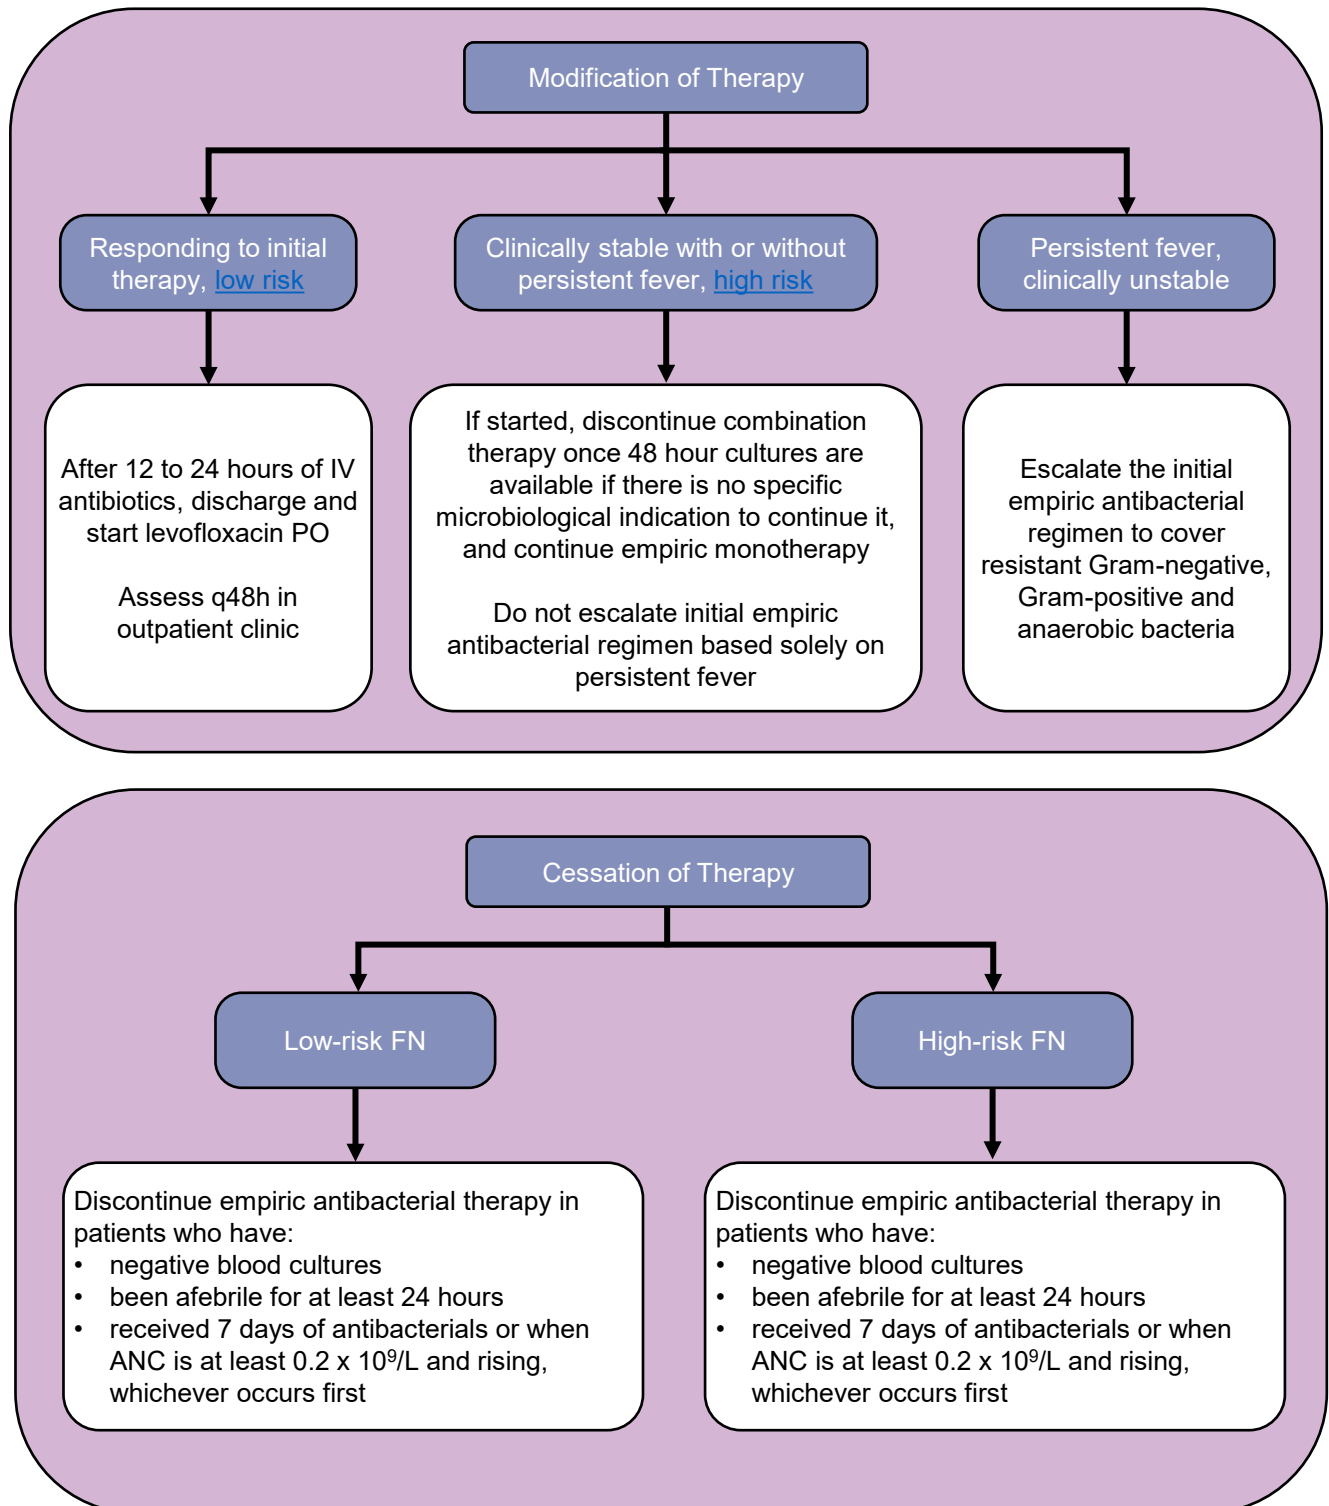 Modification of Therapy
Responding to initial
therapy, low risk
Clinically stable with or without
persistent fever, high risk
Persistent fever,
clinically unstable
After 12 to 24 hours of IV
antibiotics, discharge and
start levofloxacin PO
Assess q48h in
outpatient clinic
If started, discontinue combination
therapy once 48 hour cultures are
available if there is no specific
microbiological indication to continue it,
and continue empiric monotherapy
Do not escalate initial empiric
antibacterial regimen based solely on
persistent fever
Escalate the initial
empiric antibacterial
regimen to cover
resistant Gram-negative,
Gram-positive and
anaerobic bacteria
Cessation of Therapy
Low-risk FN
High-risk FN
Discontinue empiric antibacterial therapy in
patients who have:
• negative blood cultures
• been afebrile for at least 24 hours
• received 7 days of antibacterials or when
ANC is at least 0.2 x 10⁹/L and rising,
whichever occurs first
Discontinue empiric antibacterial therapy in
patients who have:
• negative blood cultures
• been afebrile for at least 24 hours
• received 7 days of antibacterials or when
ANC is at least 0.2 x 10⁹/L and rising,
whichever occurs first